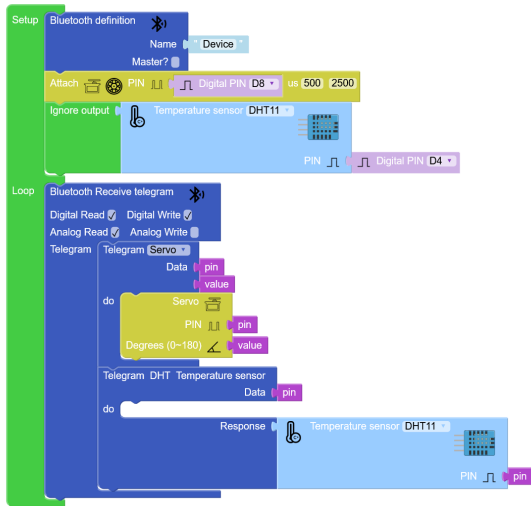 Setup
Bluetooth definition
Name " Device "
Master?
Attach PIN Digital PIN D8 us 500 2500
Ignore output Temperature sensor DHT11
PIN Digital PIN D4
Loop
Bluetooth Receive telegram
Digital Read Digital Write
Analog Read Analog Write
Telegram Telegram Servo
Data pin
value
do Servo
PIN pin
Degrees (0~180) value
Telegram DHT Temperature sensor
Data pin
do
Response Temperature sensor DHT11
PIN pin